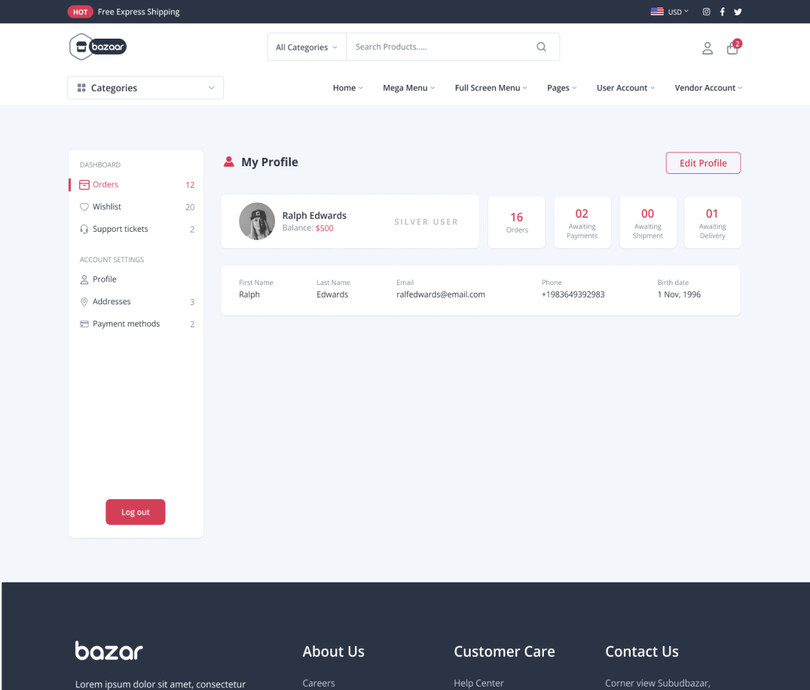 HOT Free Express Shipping USD
bazaar All Categories Search Products..... 2
Categories Home Mega Menu Full Screen Menu Pages User Account Vendor Account
DASHBOARD
Orders 12
Wishlist 20
Support tickets 2
ACCOUNT SETTINGS
Profile
Addresses 3
Payment methods 2
Log out
My Profile Edit Profile
Ralph Edwards
Balance: $500
SILVER USER
16
Orders
02
Awaiting
Payments
00
Awaiting
Shipment
01
Awaiting
Delivery
First Name Last Name Email Phone Birth date
Ralph Edwards ralfedwards@email.com +1983649392983 1 Nov, 1996
bazar About Us Customer Care Contact Us
Lorem ipsum dolor sit amet, consectetur Careers Help Center Corner view Subudbazar,